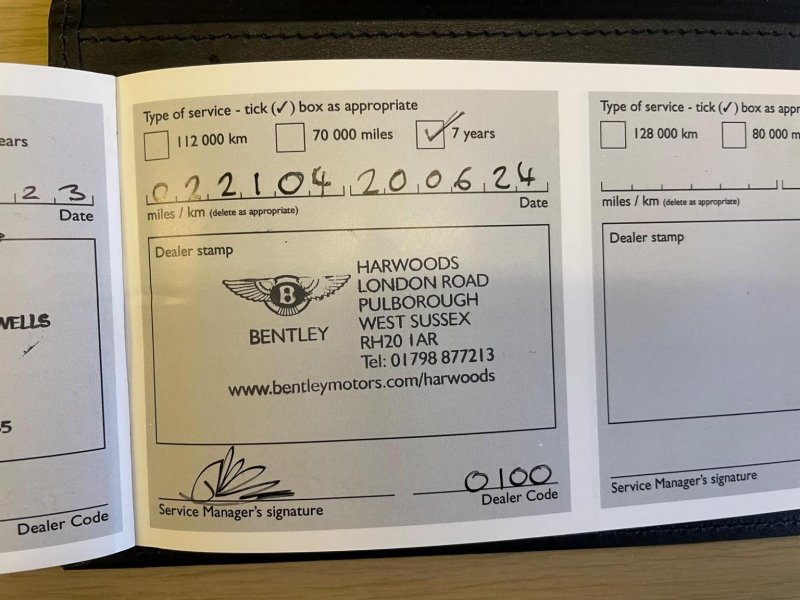 ears
2 3
Date
WELLS
5
Dealer Code
Type of service - tick (✓) box as appropriate
112 000 km 70 000 miles ✓ 7 years
022104 200624
miles / km (delete as appropriate) Date
Dealer stamp
B
BENTLEY
HARWOODS
LONDON ROAD
PULBOROUGH
WEST SUSSEX
RH20 1AR
Tel: 01798 877213
www.bentleymotors.com/harwoods
0100
Service Manager's signature Dealer Code
Type of service - tick (✓) box as appr
128 000 km 80 000 m
miles / km (delete as appropriate)
Dealer stamp
Service Manager's signature